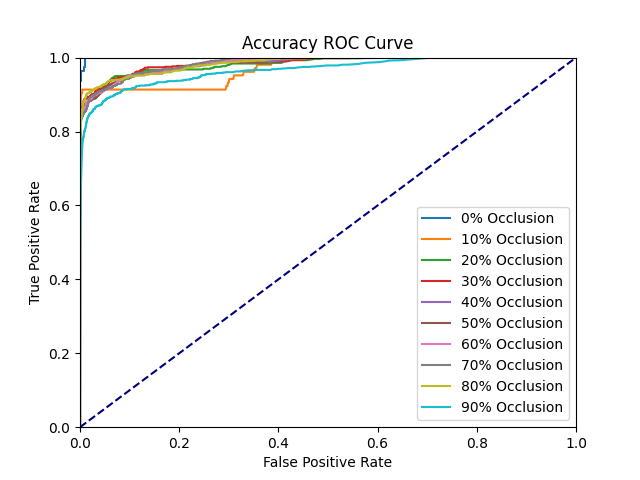 Accuracy ROC Curve
True Positive Rate
1.0
0.8
0.6
0.4
0.2
0.0
0% Occlusion
10% Occlusion
20% Occlusion
30% Occlusion
40% Occlusion
50% Occlusion
60% Occlusion
70% Occlusion
80% Occlusion
90% Occlusion
0.0 0.2 0.4 0.6 0.8 1.0
False Positive Rate